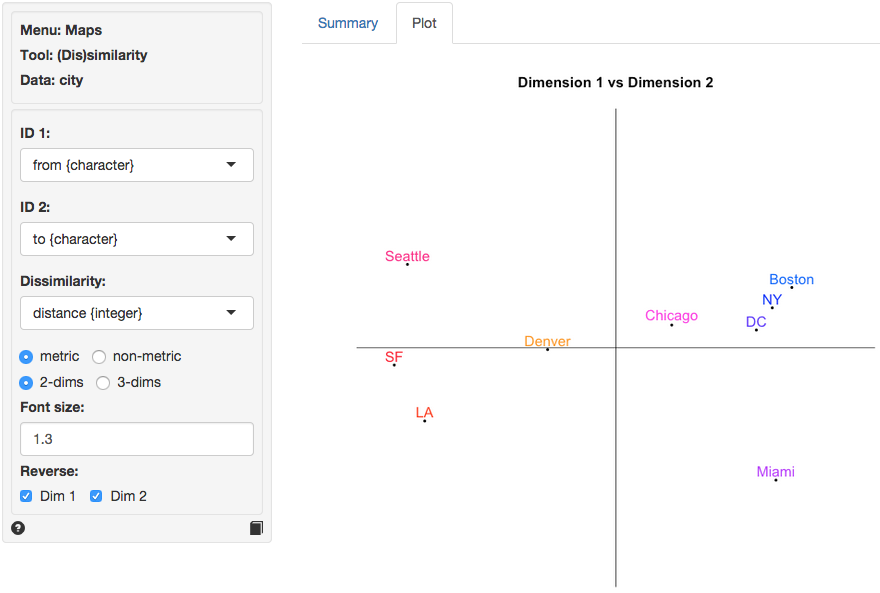 Menu: Maps
Tool: (Dis)similarity
Data: city
ID 1:
from {character}
ID 2:
to {character}
Dissimilarity:
distance {integer}
metric non-metric
2-dims 3-dims
Font size:
1.3
Reverse:
Dim 1 Dim 2
?
Summary Plot
Dimension 1 vs Dimension 2
Seattle
Boston
NY
Chicago
DC
Denver
SF
LA
Miami